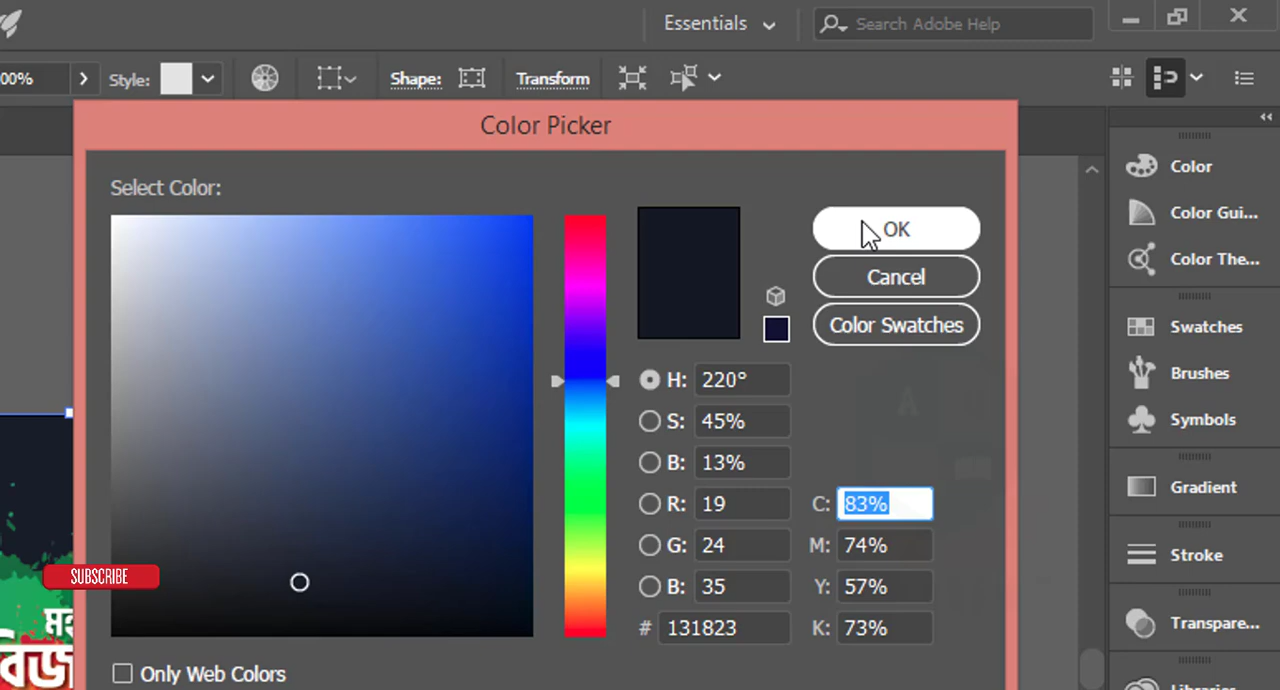 Essentials
Search Adobe Help
00%
Style:
Shape:
Transform
Color Picker
Select Color:
OK
Cancel
Color Swatches
H: 220°
S: 45%
B: 13%
R: 19
G: 24
B: 35
# 131823
C: 83%
M: 74%
Y: 57%
K: 73%
Only Web Colors
Color
Color Gui...
Color The...
Swatches
Brushes
Symbols
Gradient
Stroke
Transpare...
Libraries
SUBSCRIBE
মহ
বিজ